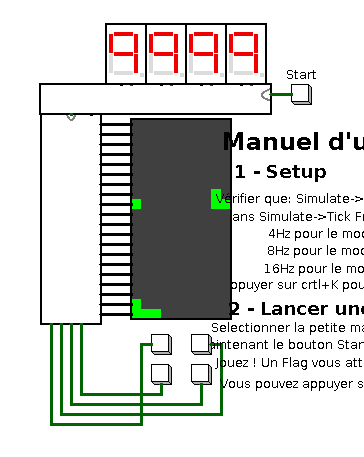 9999
Start
Manuel d'u
1 - Setup
Vérifier que: Simulate->
ans Simulate->Tick Fr
4Hz pour le mod
8Hz pour le mod
16Hz pour le mo
ppuyer sur crtl+K pou
2 - Lancer une
Selectionner la petite ma
aintenant le bouton Star
Jouez ! Un Flag vous att
Vous pouvez appuyer s